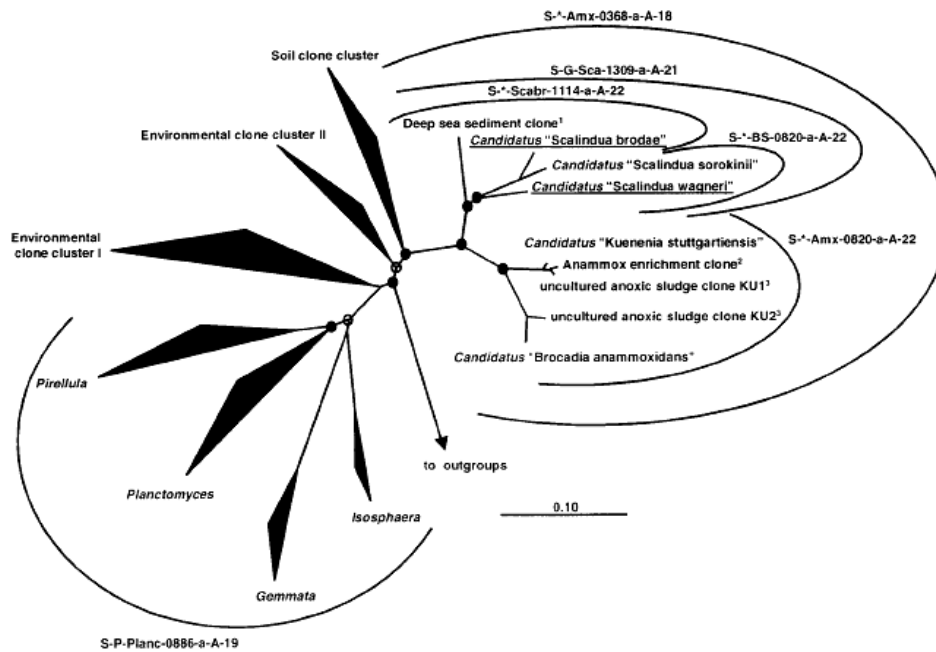 S-*-Amx-0368-a-A-18
Soil clone cluster
S-G-Sca-1309-a-A-21
S-*-Scabr-1114-a-A-22
Deep sea sediment clone¹
Environmental clone cluster II
Candidatus "Scalindua brodae"
S-*-BS-0820-a-A-22
Candidatus "Scalindua sorokinii"
Candidatus "Scalindua wagneri"
Environmental
clone cluster I
Candidatus "Kuenenia stuttgartiensis"
S-*-Amx-0820-a-A-22
Anammox enrichment clone²
uncultured anoxic sludge clone KU1³
uncultured anoxic sludge clone KU2³
Candidatus "Brocadia anammoxidans"
Pirellula
to outgroups
Planctomyces
Isosphaera
0.10
Gemmata
S-P-Planc-0886-a-A-19